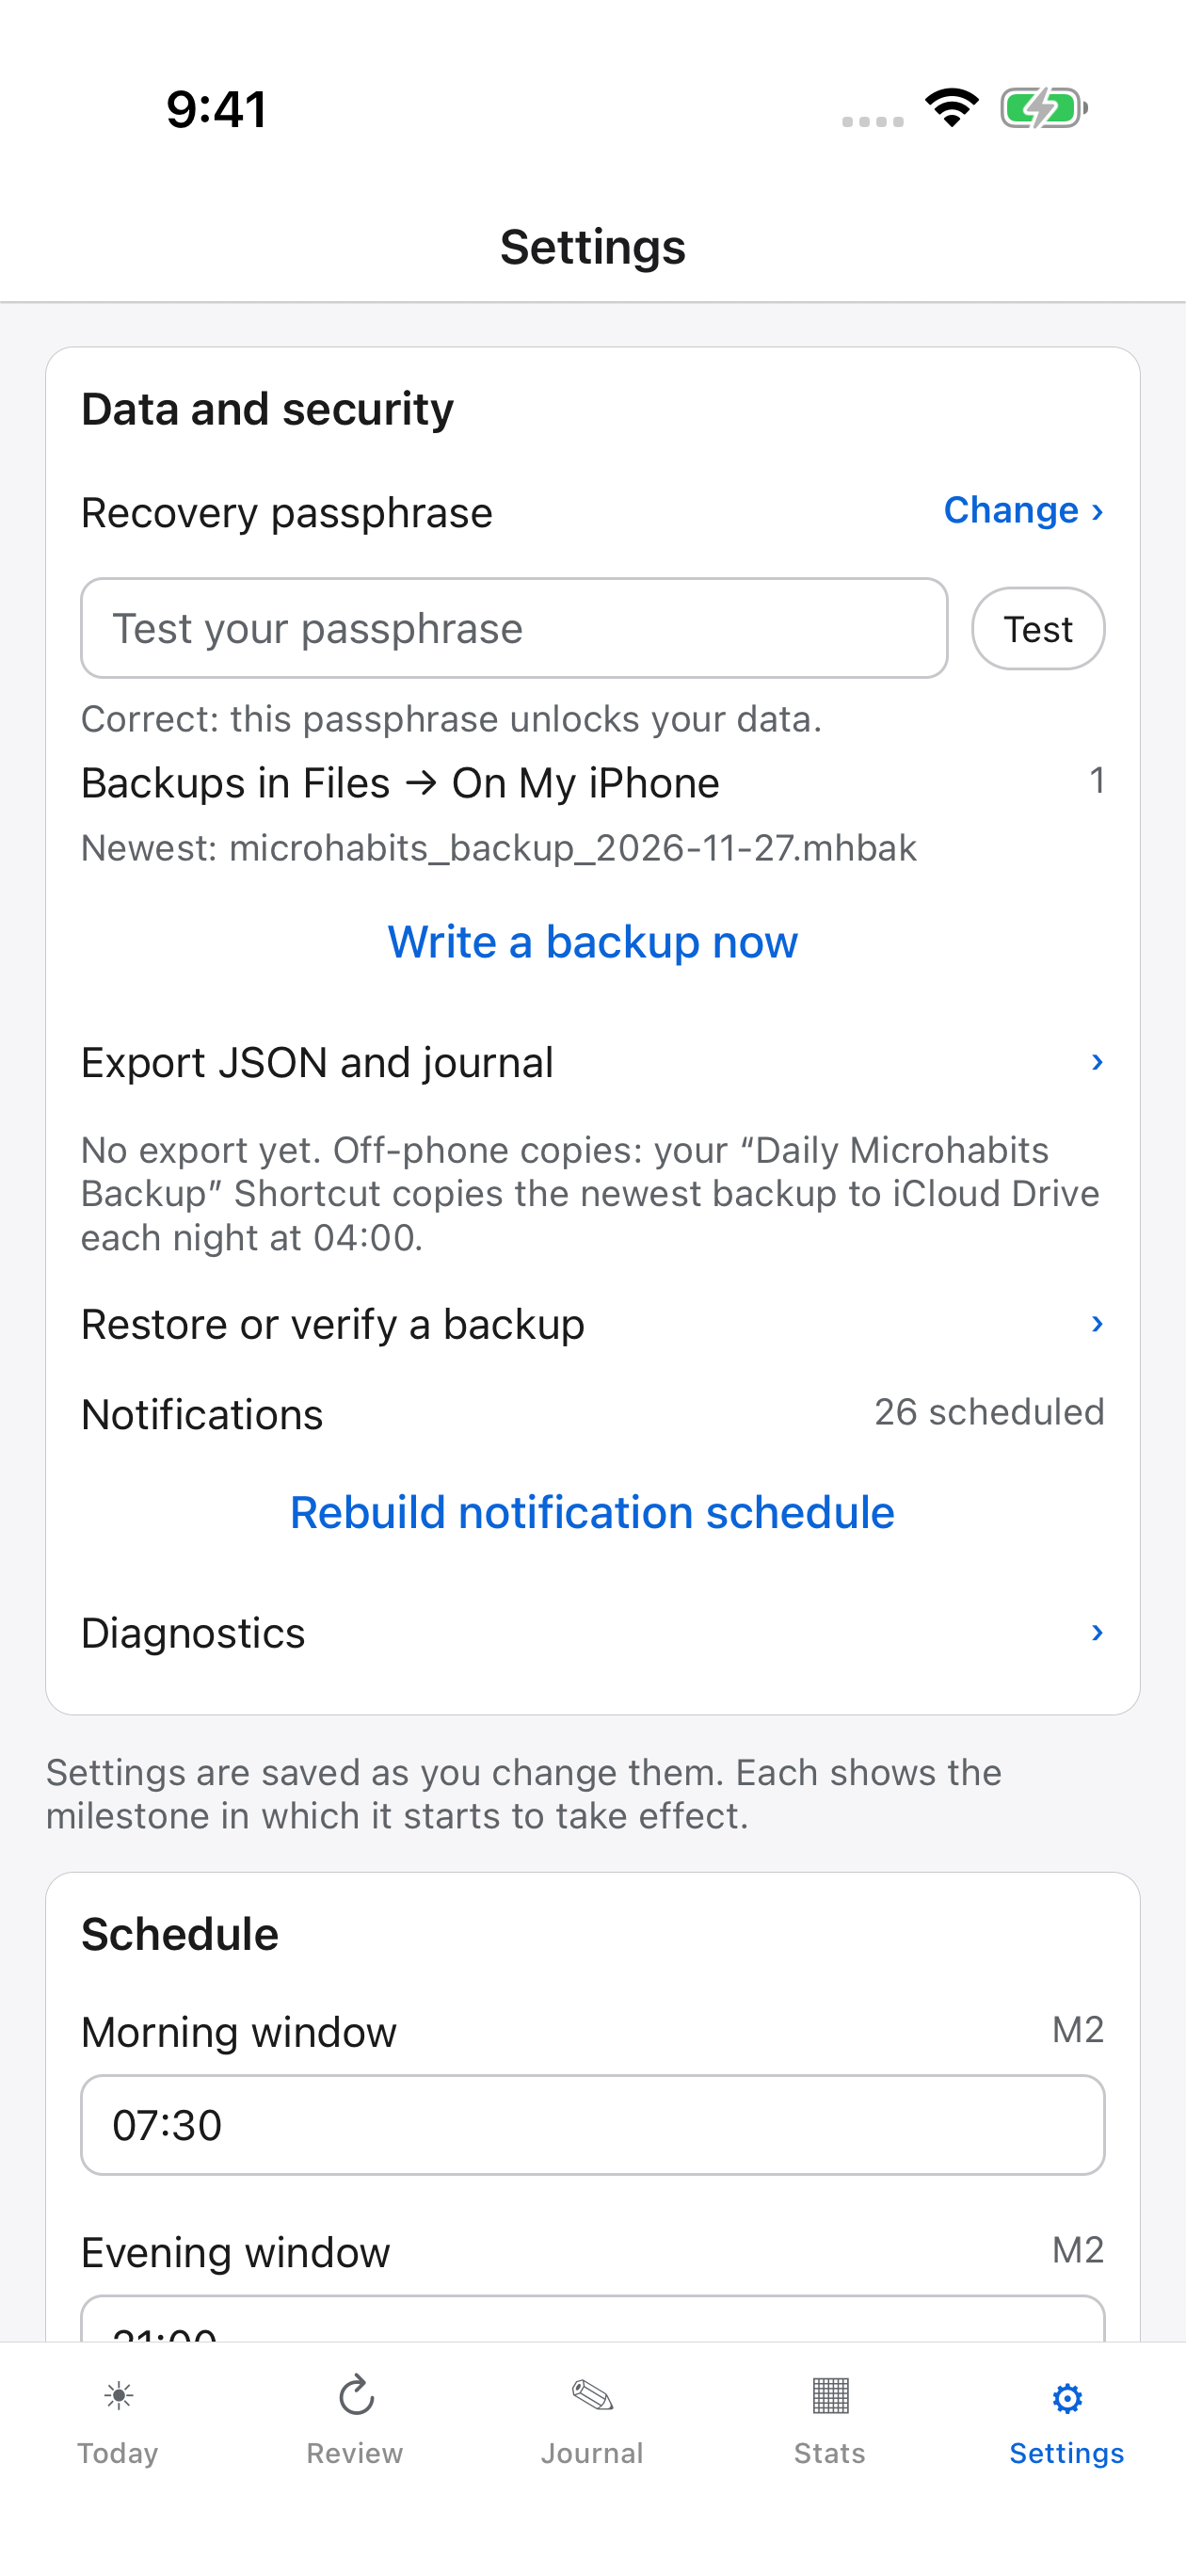 9:41
Settings
Data and security
Recovery passphrase
Change ›
Test your passphrase
Test
Correct: this passphrase unlocks your data.
Backups in Files → On My iPhone
1
Newest: microhabits_backup_2026-11-27.mhbak
Write a backup now
Export JSON and journal ›
No export yet. Off-phone copies: your “Daily Microhabits
Backup” Shortcut copies the newest backup to iCloud Drive
each night at 04:00.
Restore or verify a backup ›
Notifications
26 scheduled
Rebuild notification schedule
Diagnostics ›
Settings are saved as you change them. Each shows the
milestone in which it starts to take effect.
Schedule
Morning window
M2
07:30
Evening window
M2
21:00
Today
Review
Journal
Stats
Settings